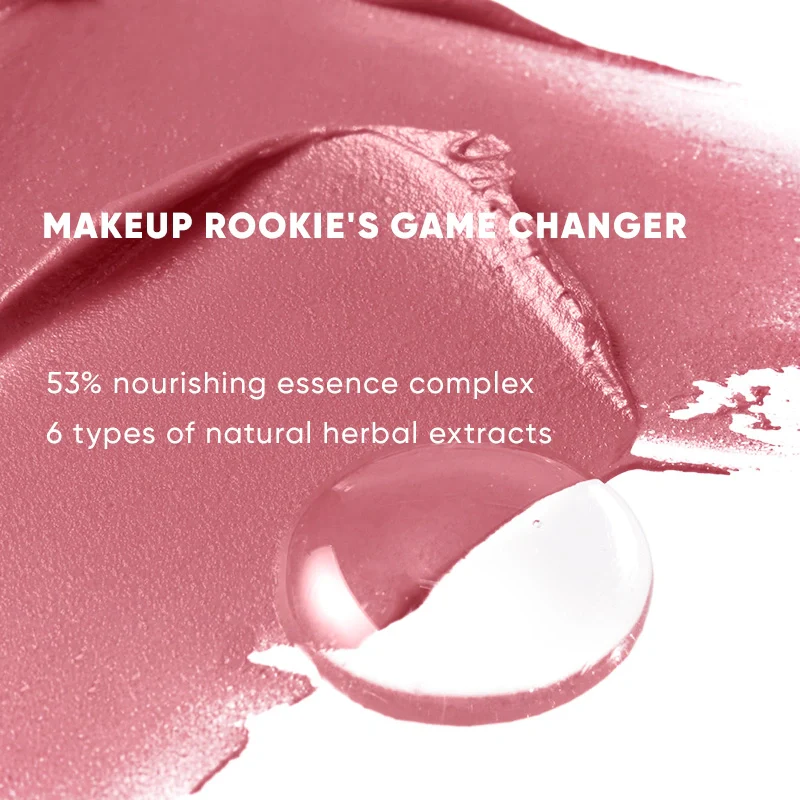 MAKEUP ROOKIE'S GAME CHANGER
53% nourishing essence complex
6 types of natural herbal extracts